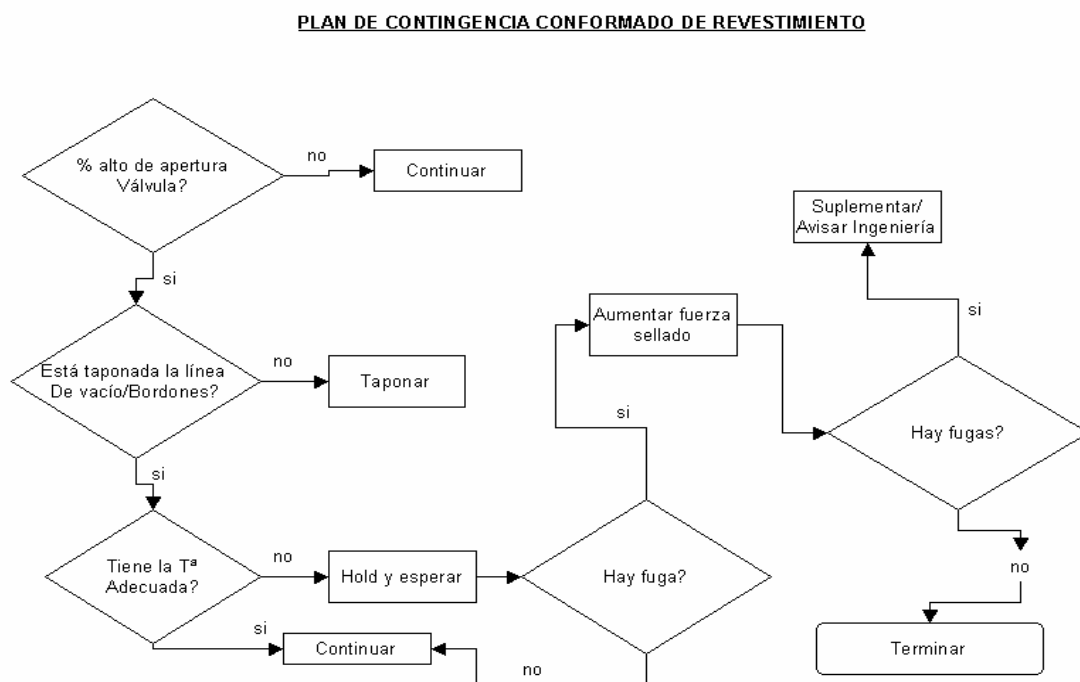 PLAN DE CONTINGENCIA CONFORMADO DE REVESTIMIENTO
% alto de apertura
Válvula?
no
Continuar
si
Está taponada la línea
De vacío/Bordones?
no
Taponar
si
Tiene la Tª
Adecuada?
no
Hold y esperar
si
Continuar
Hay fuga?
no
si
Aumentar fuerza
sellado
Hay fugas?
si
Suplementar/
Avisar Ingeniería
no
Terminar